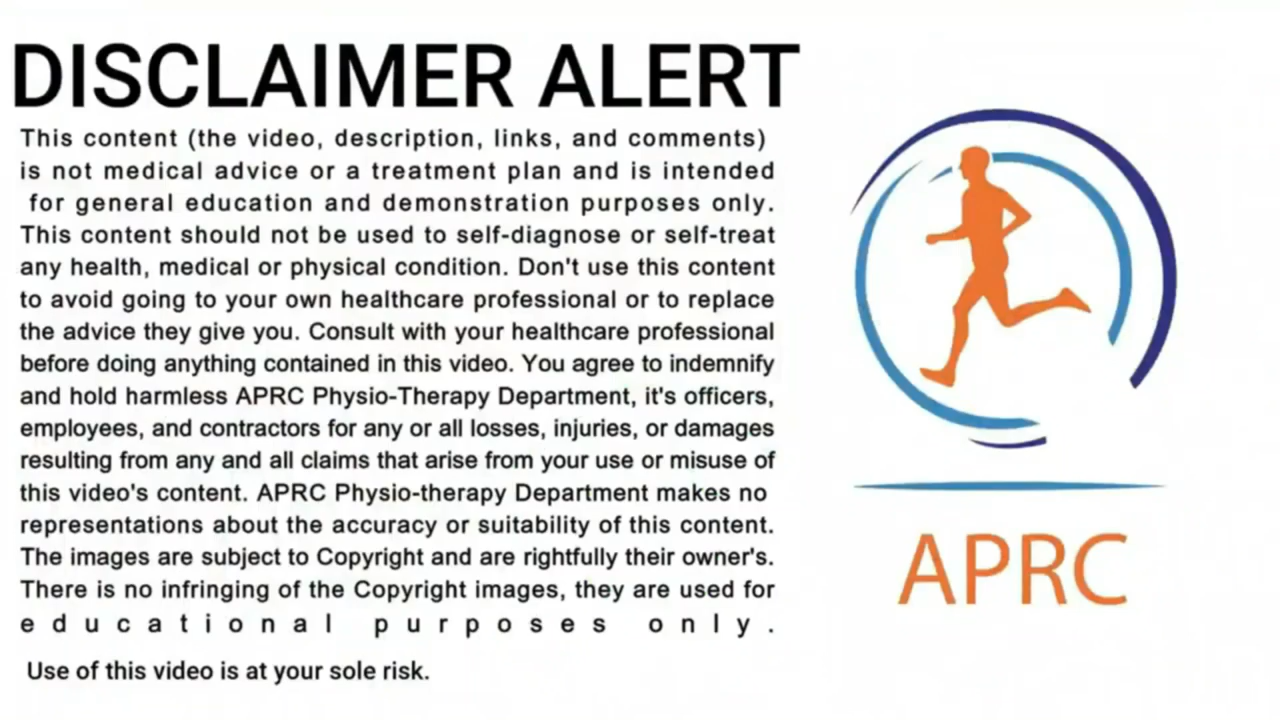 DISCLAIMER ALERT
This content (the video, description, links, and comments)
is not medical advice or a treatment plan and is intended
for general education and demonstration purposes only.
This content should not be used to self-diagnose or self-treat
any health, medical or physical condition. Don't use this content
to avoid going to your own healthcare professional or to replace
the advice they give you. Consult with your healthcare professional
before doing anything contained in this video. You agree to indemnify
and hold harmless APRC Physio-Therapy Department, it's officers,
employees, and contractors for any or all losses, injuries, or damages
resulting from any and all claims that arise from your use or misuse of
this video's content. APRC Physio-therapy Department makes no
representations about the accuracy or suitability of this content.
The images are subject to Copyright and are rightfully their owner's.
There is no infringing of the Copyright images, they are used for
educational purposes only.
Use of this video is at your sole risk.
APRC